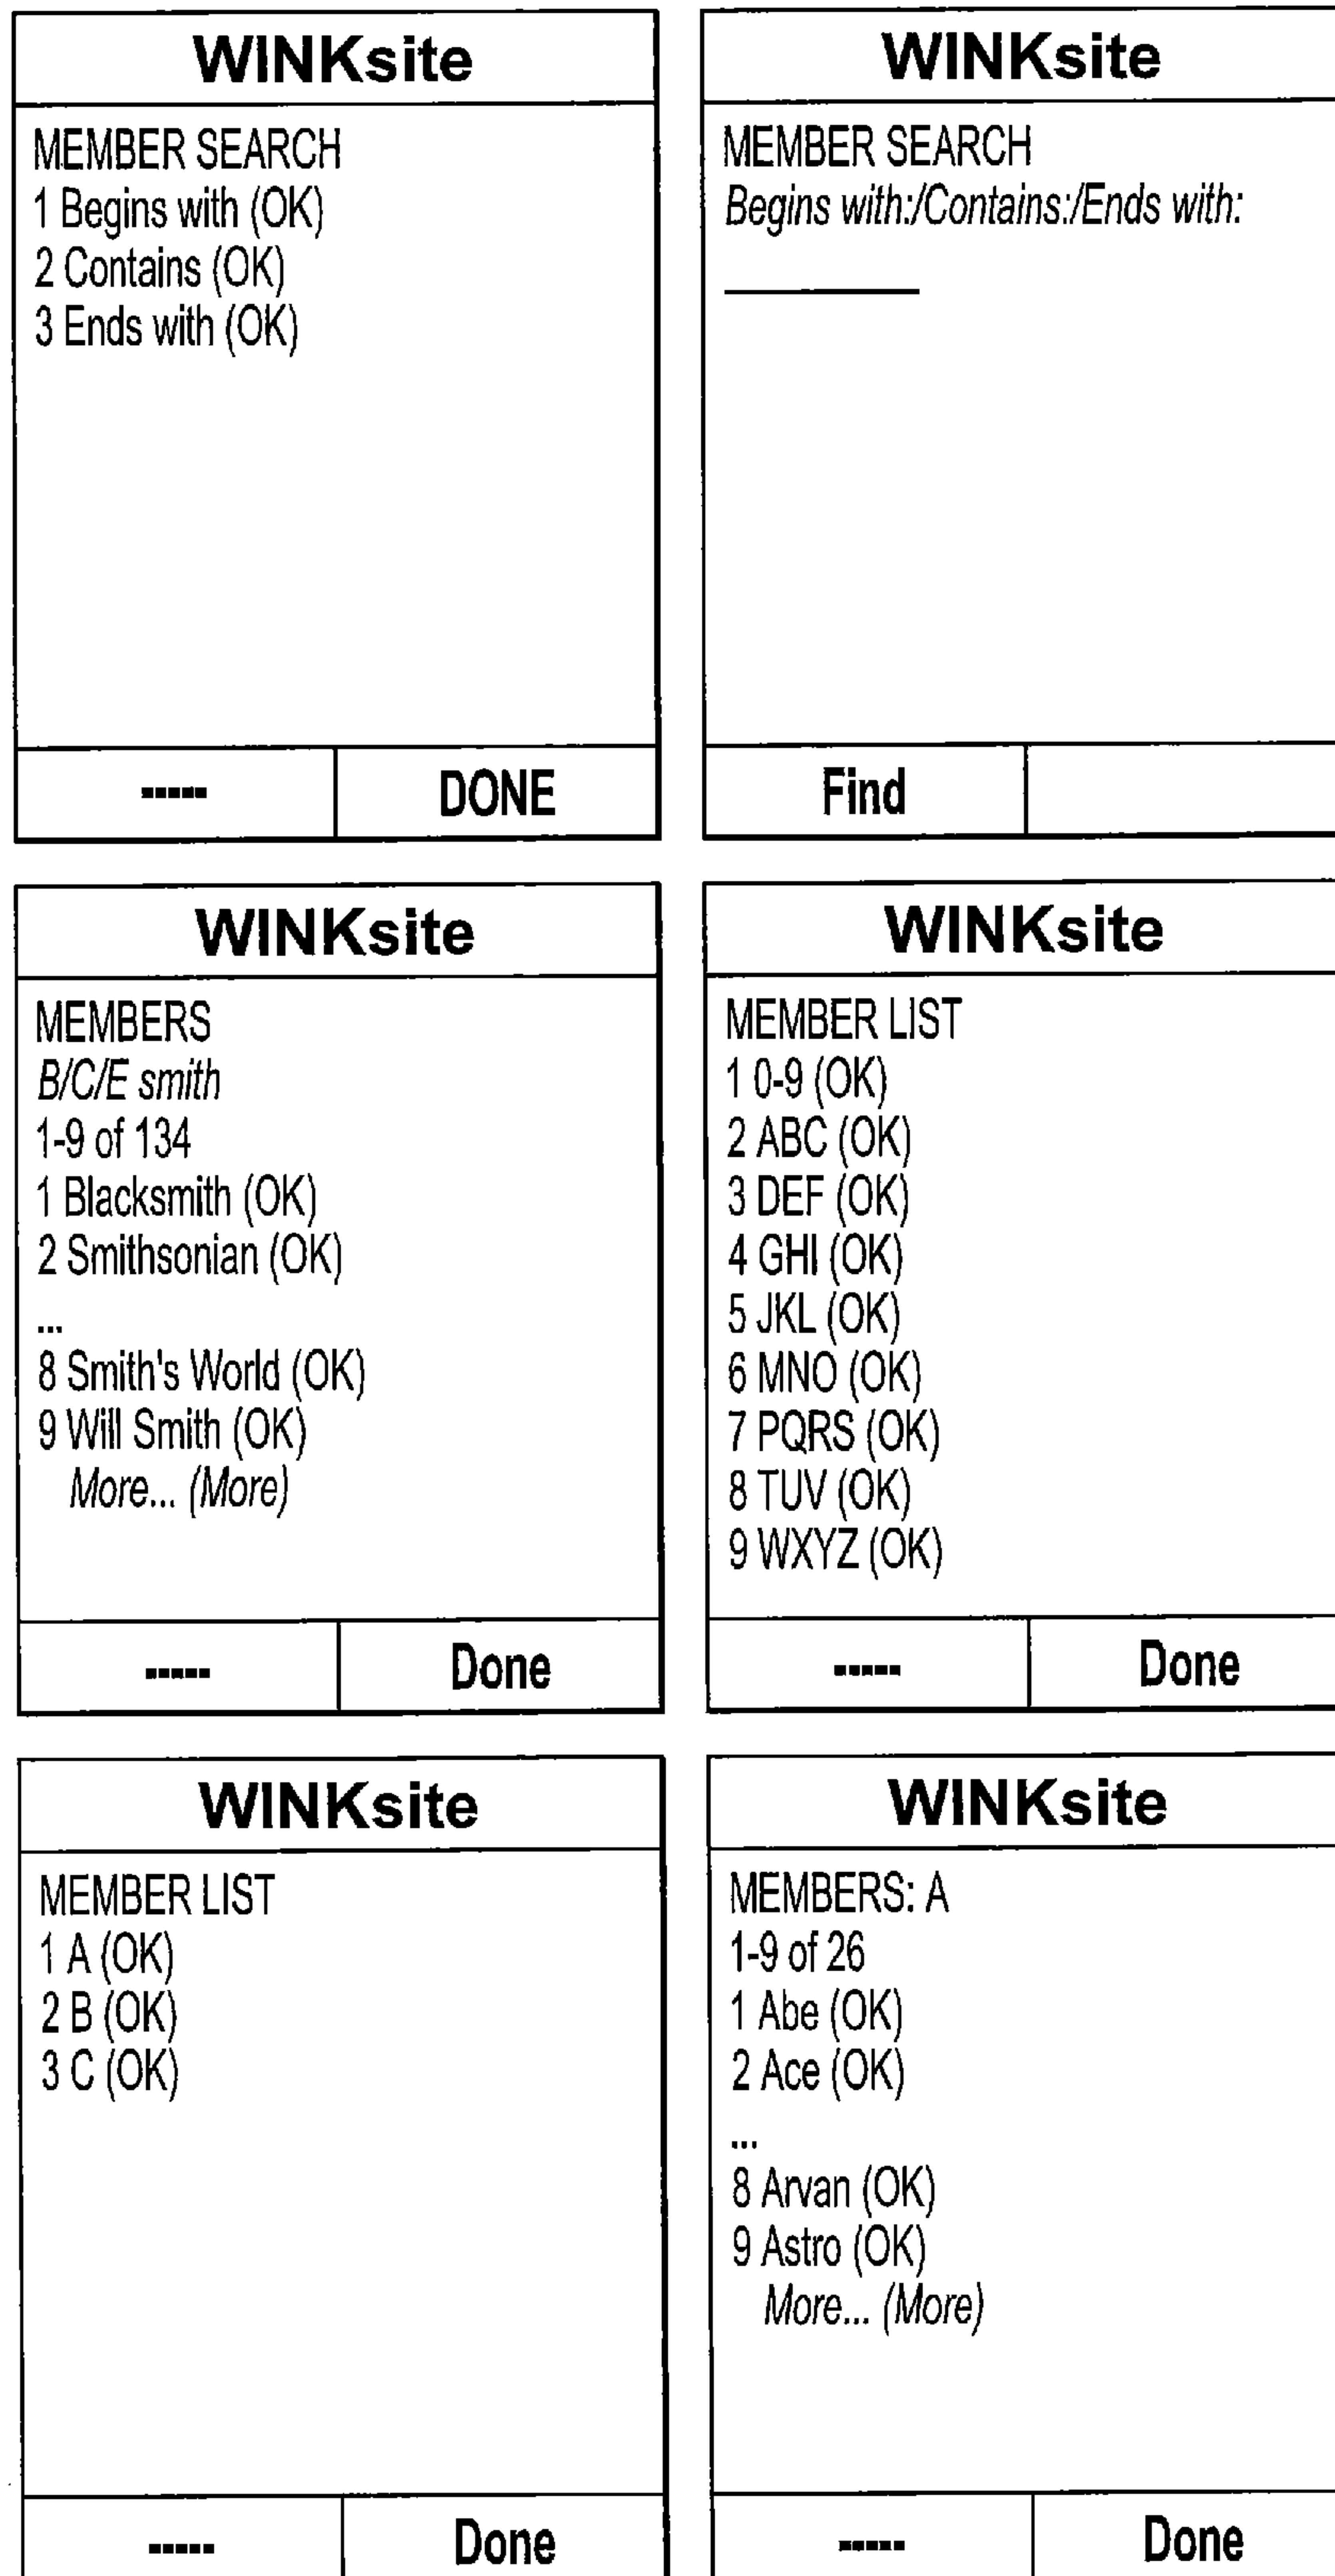 WINKsite
MEMBER SEARCH
1 Begins with (OK)
2 Contains (OK)
3 Ends with (OK)
-----
DONE
WINKsite
MEMBER SEARCH
Begins with:/Contains:/Ends with:
Find
WINKsite
MEMBERS
B/C/E smith
1-9 of 134
1 Blacksmith (OK)
2 Smithsonian (OK)
...
8 Smith's World (OK)
9 Will Smith (OK)
More... (More)
-----
Done
WINKsite
MEMBER LIST
1 0-9 (OK)
2 ABC (OK)
3 DEF (OK)
4 GHI (OK)
5 JKL (OK)
6 MNO (OK)
7 PQRS (OK)
8 TUV (OK)
9 WXYZ (OK)
-----
Done
WINKsite
MEMBER LIST
1 A (OK)
2 B (OK)
3 C (OK)
-----
Done
WINKsite
MEMBERS: A
1-9 of 26
1 Abe (OK)
2 Ace (OK)
...
8 Arvan (OK)
9 Astro (OK)
More... (More)
-----
Done